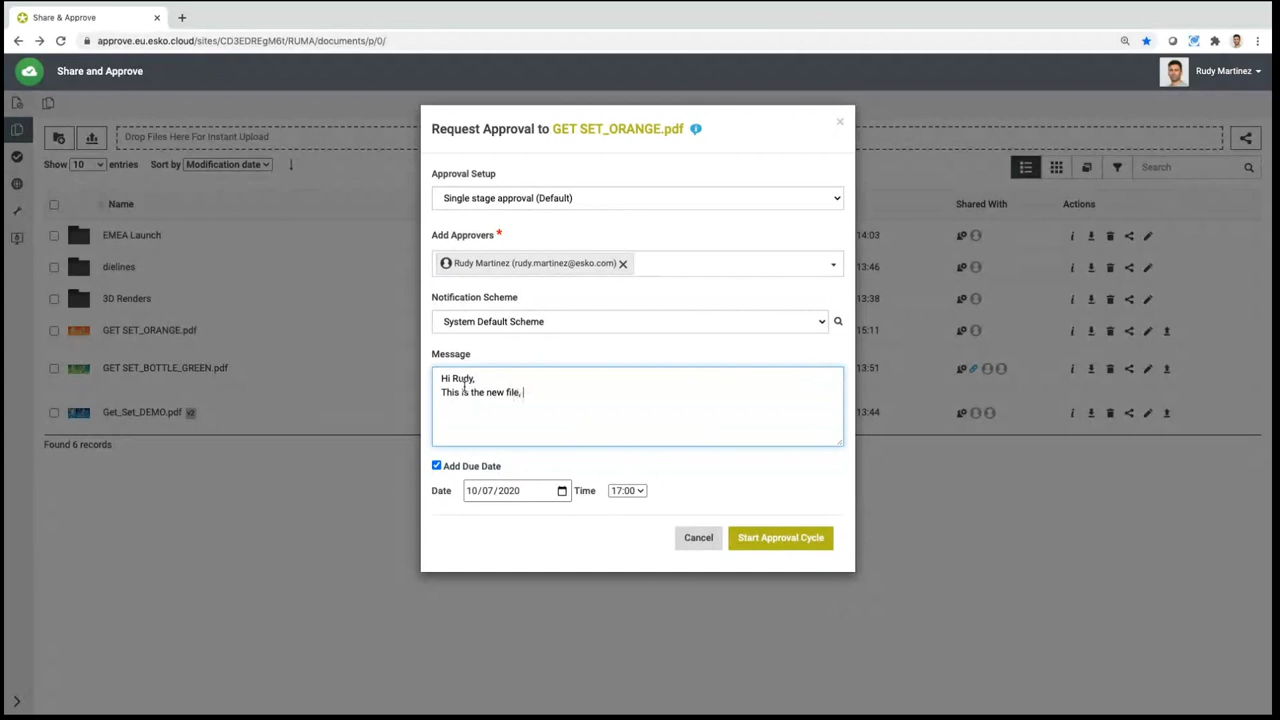 Share & Approve
approve.eu.esko.cloud/sites/CD3EDREgM6t/RUMA/documents/p/0/
Share and Approve
Rudy Martinez
Drop Files Here For Instant Upload
Show 10 entries Sort by Modification date
Search
Name Shared With Actions
EMEA Launch 14:03
dielines 13:46
3D Renders 13:38
GET SET_ORANGE.pdf 15:11
GET SET_BOTTLE_GREEN.pdf 13:51
Get_Set_DEMO.pdf v2 13:44
Found 6 records
Request Approval to GET SET_ORANGE.pdf
Approval Setup
Single stage approval (Default)
Add Approvers *
Rudy Martinez (rudy.martinez@esko.com)
Notification Scheme
System Default Scheme
Message
Hi Rudy,
This is the new file,
Add Due Date
Date 10/07/2020 Time 17:00
Cancel Start Approval Cycle